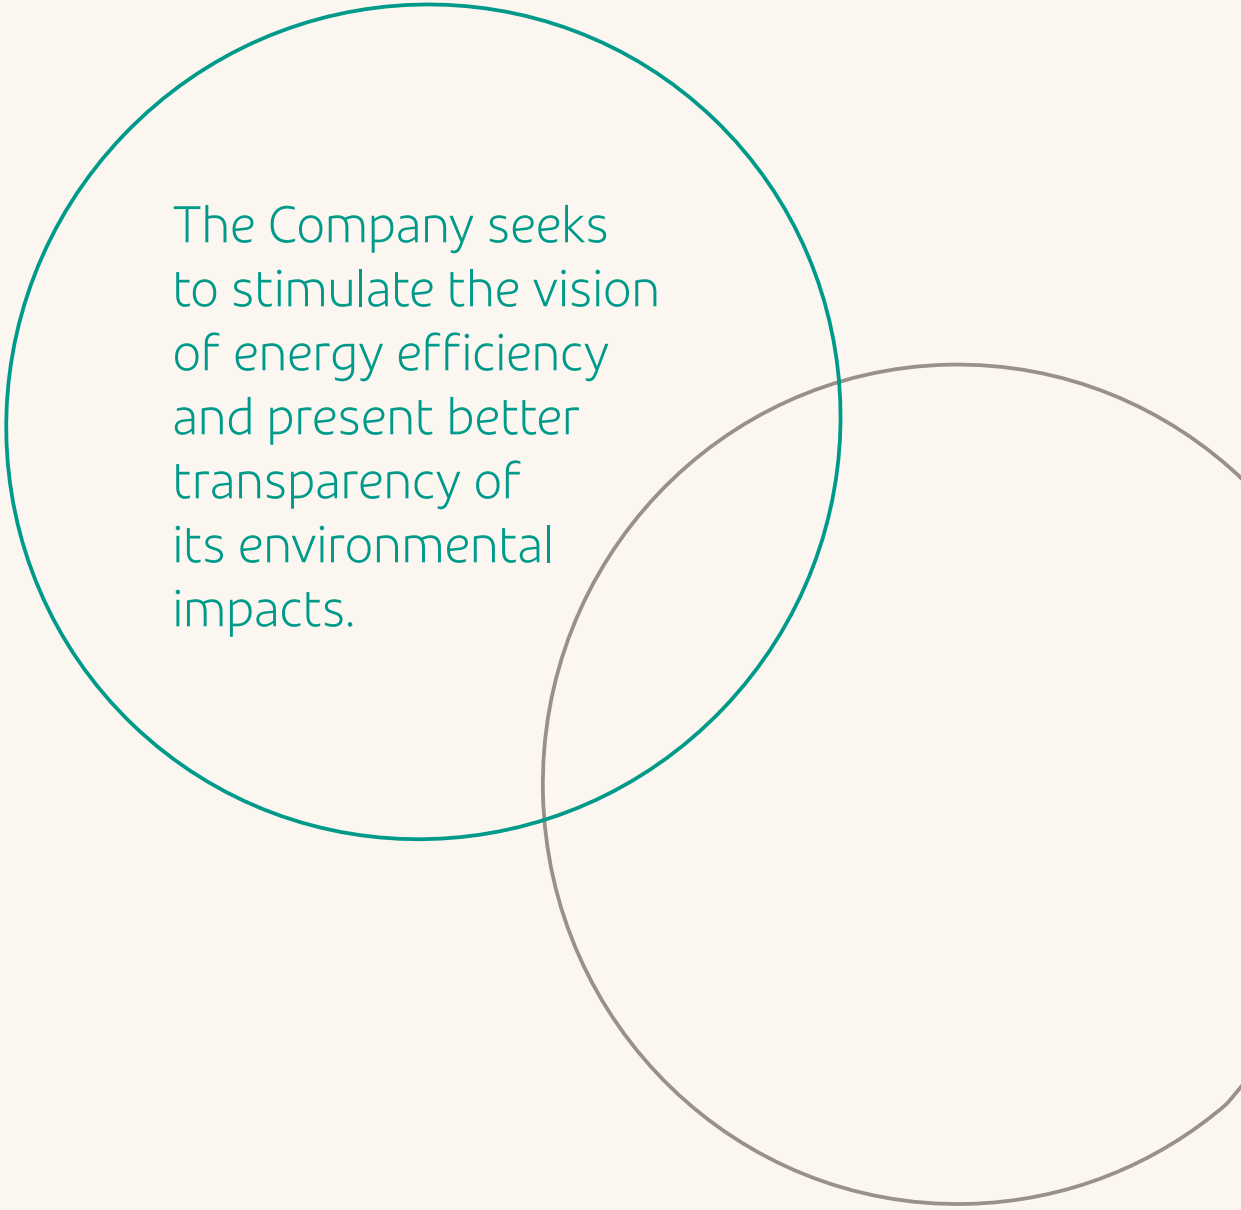 The Company seeks
to stimulate the vision
of energy efficiency
and present better
transparency of
its environmental
impacts.